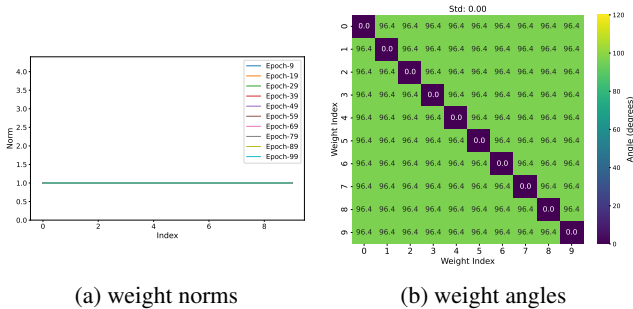 4.0
3.5
3.0
2.5
2.0
1.5
1.0
0.5
0.0
Norm
0 2 4 6 8
Index
Epoch-9
Epoch-19
Epoch-29
Epoch-39
Epoch-49
Epoch-59
Epoch-69
Epoch-79
Epoch-89
Epoch-99
(a) weight norms
Std: 0.00
Weight Index
0 0.0 96.4 96.4 96.4 96.4 96.4 96.4 96.4 96.4 96.4
1 96.4 0.0 96.4 96.4 96.4 96.4 96.4 96.4 96.4 96.4
2 96.4 96.4 0.0 96.4 96.4 96.4 96.4 96.4 96.4 96.4
3 96.4 96.4 96.4 0.0 96.4 96.4 96.4 96.4 96.4 96.4
4 96.4 96.4 96.4 96.4 0.0 96.4 96.4 96.4 96.4 96.4
5 96.4 96.4 96.4 96.4 96.4 0.0 96.4 96.4 96.4 96.4
6 96.4 96.4 96.4 96.4 96.4 96.4 0.0 96.4 96.4 96.4
7 96.4 96.4 96.4 96.4 96.4 96.4 96.4 0.0 96.4 96.4
8 96.4 96.4 96.4 96.4 96.4 96.4 96.4 96.4 0.0 96.4
9 96.4 96.4 96.4 96.4 96.4 96.4 96.4 96.4 96.4 0.0
0 1 2 3 4 5 6 7 8 9
Weight Index
120
100
80
60
40
20
0
Angle (degrees)
(b) weight angles